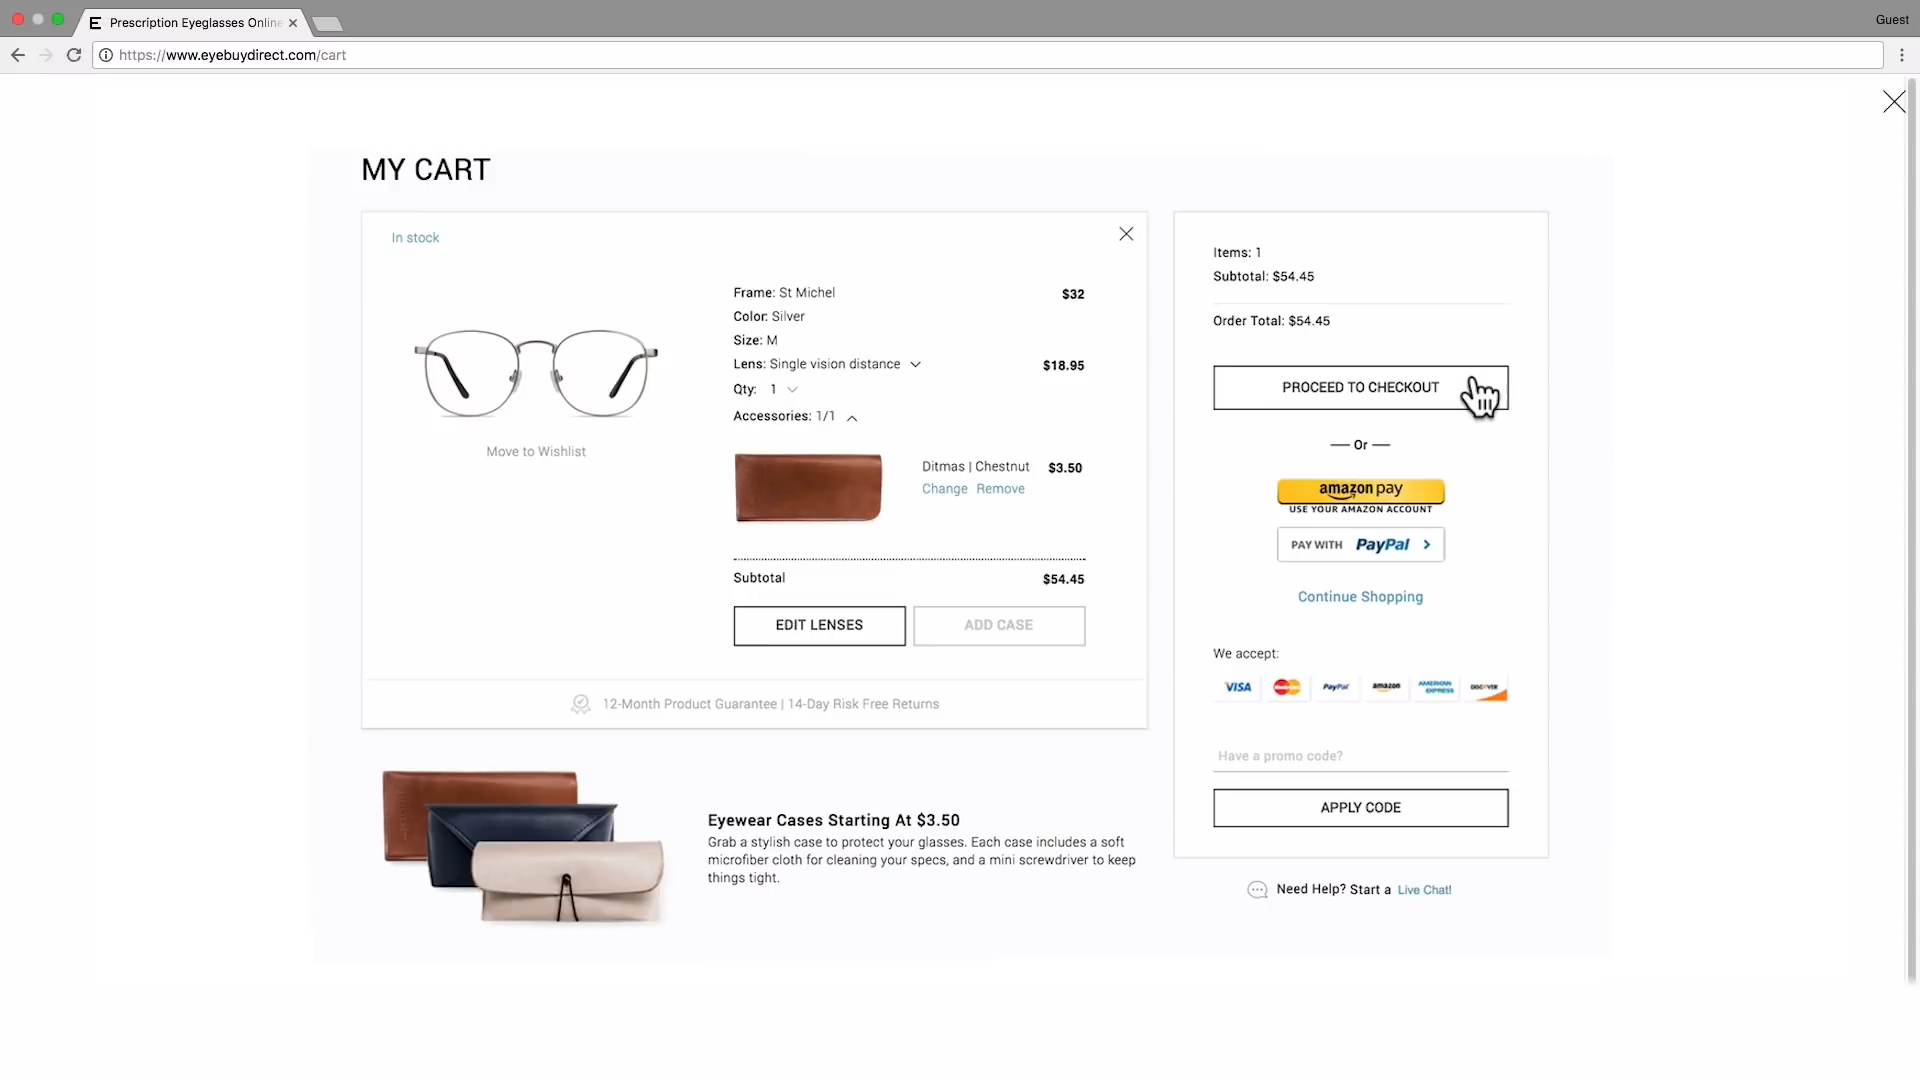 Prescription Eyeglasses Online
Guest
https://www.eyebuydirect.com/cart
MY CART
In stock
Frame: St Michel $32
Color: Silver
Size: M
Lens: Single vision distance $18.95
Qty: 1
Accessories: 1/1
Move to Wishlist
Ditmas | Chestnut $3.50
Change Remove
Subtotal $54.45
EDIT LENSES ADD CASE
12-Month Product Guarantee | 14-Day Risk Free Returns
Eyewear Cases Starting At $3.50
Grab a stylish case to protect your glasses. Each case includes a soft
microfiber cloth for cleaning your specs, and a mini screwdriver to keep
things tight.
Items: 1
Subtotal: $54.45
Order Total: $54.45
PROCEED TO CHECKOUT
Or
amazon pay
USE YOUR AMAZON ACCOUNT
PAY WITH PayPal
Continue Shopping
We accept:
VISA MasterCard PayPal amazon AMERICAN EXPRESS DISCOVER
Have a promo code?
APPLY CODE
Need Help? Start a Live Chat!